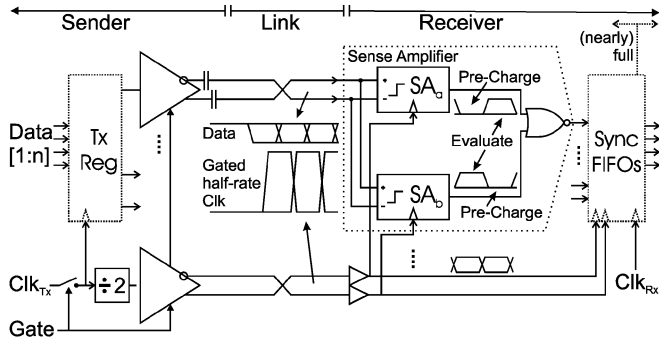 Sender
Link
Receiver
(nearly)
full
Sense Amplifier
Data
[1:n]
Tx
Reg
Data
Gated
half-rate
Clk
SAa
Pre-Charge
Evaluate
SAb
Pre-Charge
Sync
FIFOs
ClkTx
÷2
ClkRx
Gate